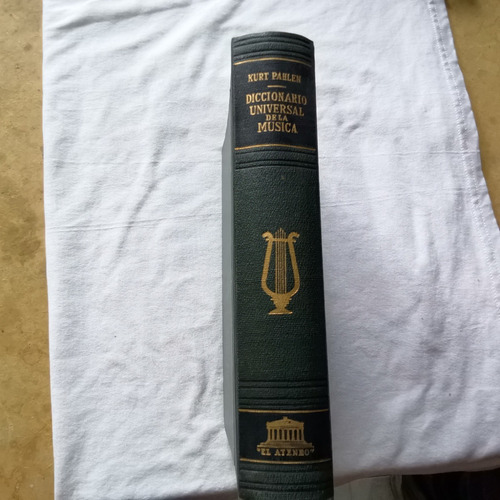 KURT PAHLEN
DICCIONARIO
UNIVERSAL
DE LA
MUSICA
"EL ATENEO"